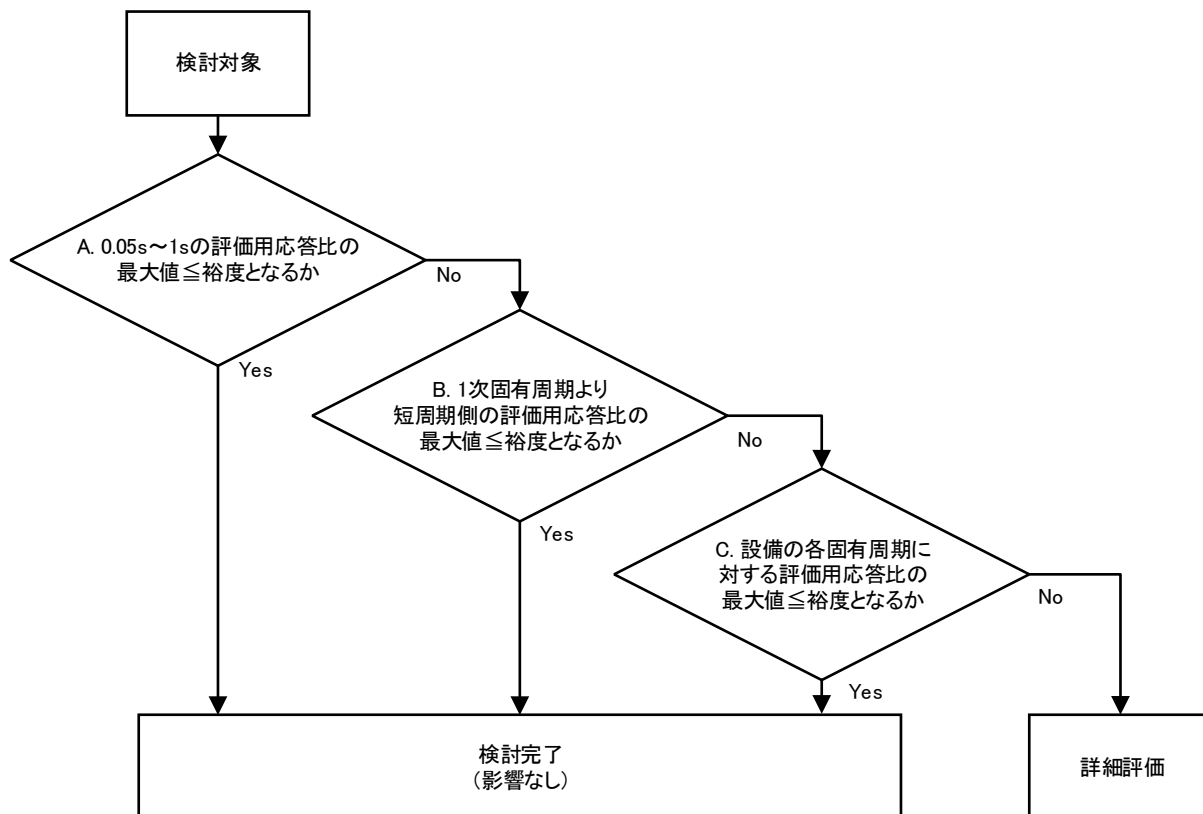 検討対象
A. 0.05s～1sの評価用応答比の
最大値≦裕度となるか
No
Yes
B. 1次固有周期より
短周期側の評価用応答比の
最大値≦裕度となるか
No
Yes
C. 設備の各固有周期に
対する評価用応答比の
最大値≦裕度となるか
No
Yes
検討完了
（影響なし）
詳細評価